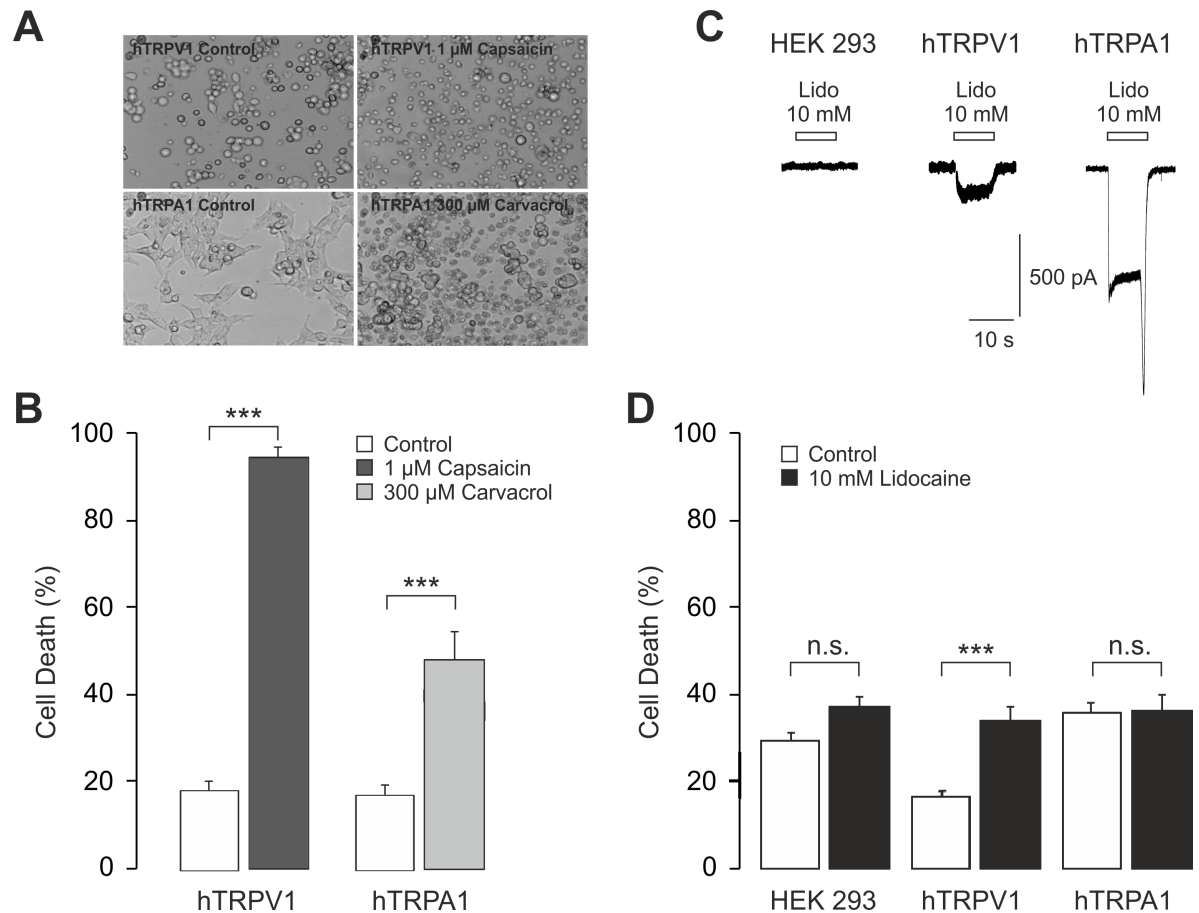 A
hTRPV1 Control
hTRPV1 1 µM Capsaicin
hTRPA1 Control
hTRPA1 300 µM Carvacrol
B
***
100
80
60
40
20
0
Cell Death (%)
Control
1 µM Capsaicin
300 µM Carvacrol
***
hTRPV1
hTRPA1
C
HEK 293
hTRPV1
hTRPA1
Lido
10 mM
Lido
10 mM
Lido
10 mM
500 pA
10 s
D
100
80
60
40
20
0
Cell Death (%)
Control
10 mM Lidocaine
n.s.
***
n.s.
HEK 293
hTRPV1
hTRPA1